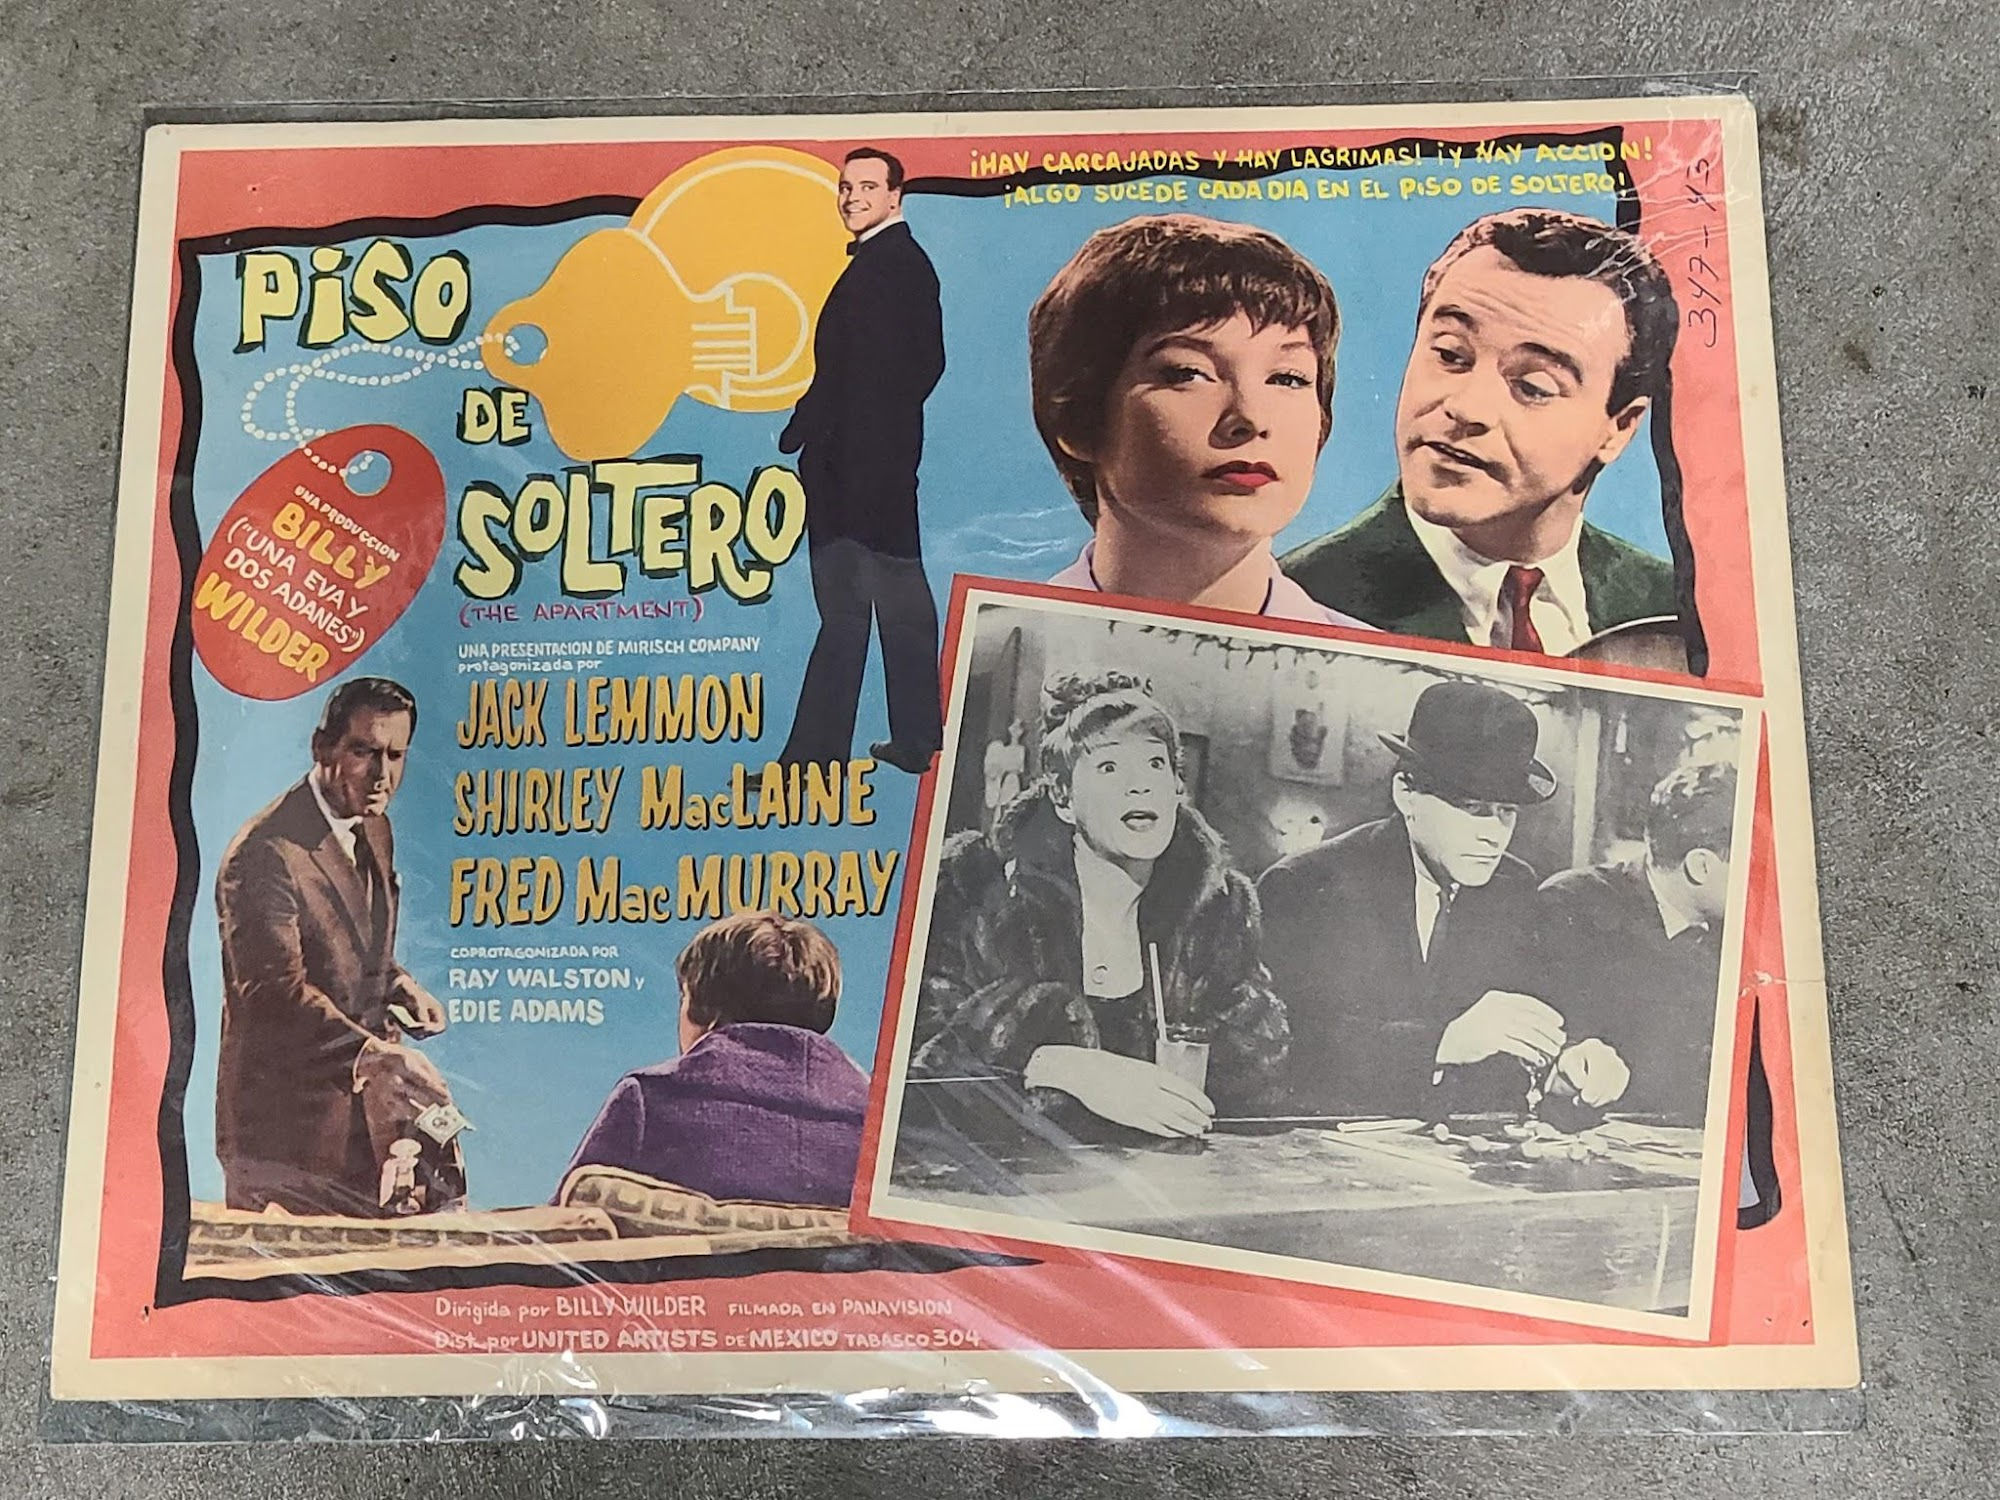 ¡HAY CARCAJADAS Y HAY LAGRIMAS! ¡Y HAY ACCION!
¡ALGO SUCEDE CADA DIA EN EL PISO DE SOLTERO!
347-43
PISO
DE
SOLTERO
(THE APARTMENT)
UNA PRODUCCION
BILLY
("UNA EVA Y
DOS ADANES")
WILDER
UNA PRESENTACION DE MIRISCH COMPANY
protagonizada por
JACK LEMMON
SHIRLEY MacLAINE
FRED MacMURRAY
COPROTAGONIZADA POR
RAY WALSTON y
EDIE ADAMS
Dirigida por BILLY WILDER FILMADA EN PANAVISION
Dist. por UNITED ARTISTS DE MEXICO TABASCO 304